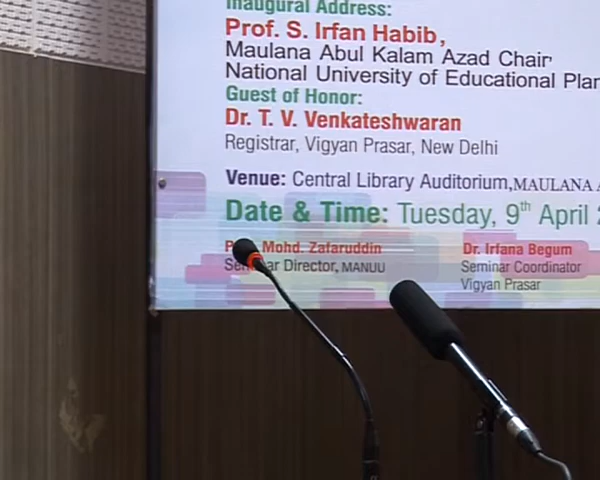 Inaugural Address:
Prof. S. Irfan Habib,
Maulana Abul Kalam Azad Chair
National University of Educational Plan
Guest of Honor:
Dr. T. V. Venkateshwaran
Registrar, Vigyan Prasar, New Delhi
Venue: Central Library Auditorium,MAULANA
Date & Time: Tuesday, 9th April
Mohd. Zafaruddin Dr. Irfana Begum
Director, MANUU Seminar Coordinator
Vigyan Prasar